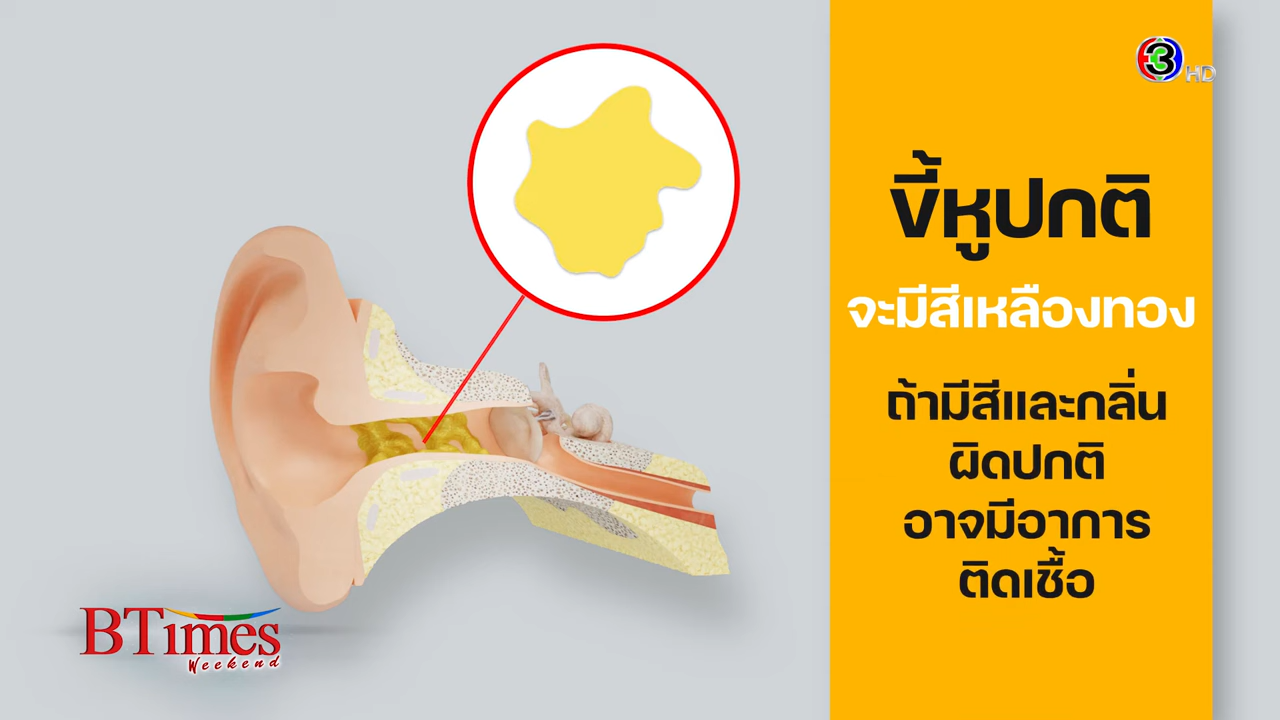 3 HD
ขี้หูปกติ
จะมีสีเหลืองทอง
ถ้ามีสีและกลิ่น
ผิดปกติ
อาจมีอาการ
ติดเชื้อ
BTimes
Weekend